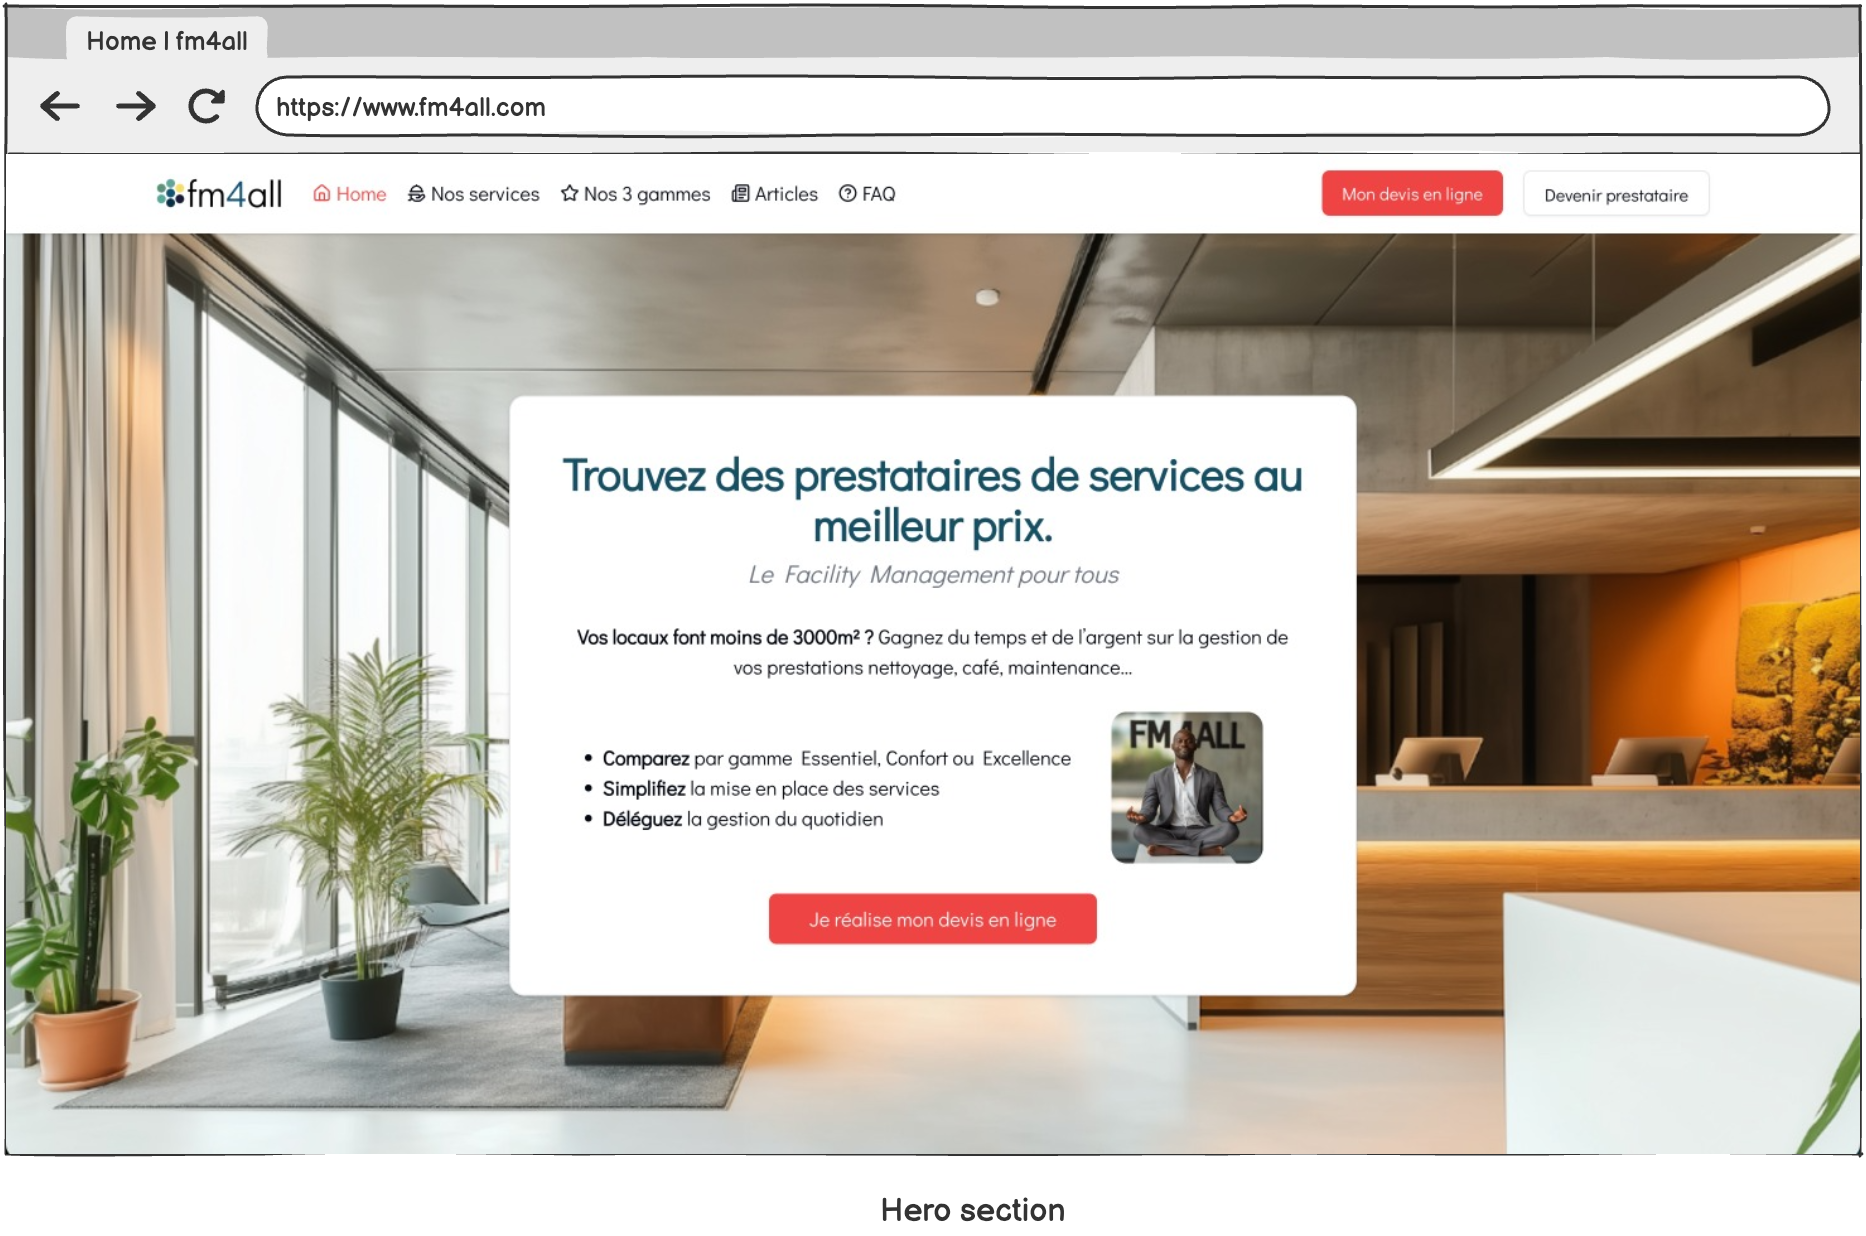 Home | fm4all
https://www.fm4all.com
fm4all Home Nos services Nos 3 gammes Articles FAQ Mon devis en ligne Devenir prestataire
Trouvez des prestataires de services au
meilleur prix.
Le Facility Management pour tous
Vos locaux font moins de 3000m² ? Gagnez du temps et de l'argent sur la gestion de
vos prestations nettoyage, café, maintenance...
• Comparez par gamme Essentiel, Confort ou Excellence
• Simplifiez la mise en place des services
• Déléguez la gestion du quotidien
FM4ALL
Je réalise mon devis en ligne
Hero section